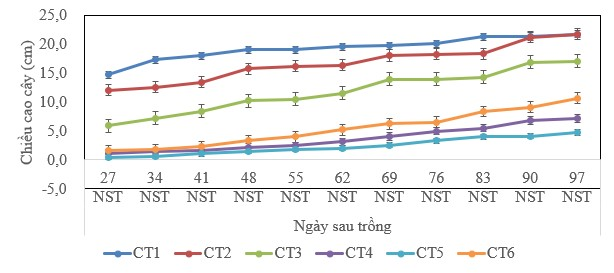 25,0
20,0
15,0
10,0
5,0
0,0
-5,0
Chiều cao cây (cm)
27 34 41 48 55 62 69 76 83 90 97
NST NST NST NST NST NST NST NST NST NST NST
Ngày sau trồng
CT1 CT2 CT3 CT4 CT5 CT6